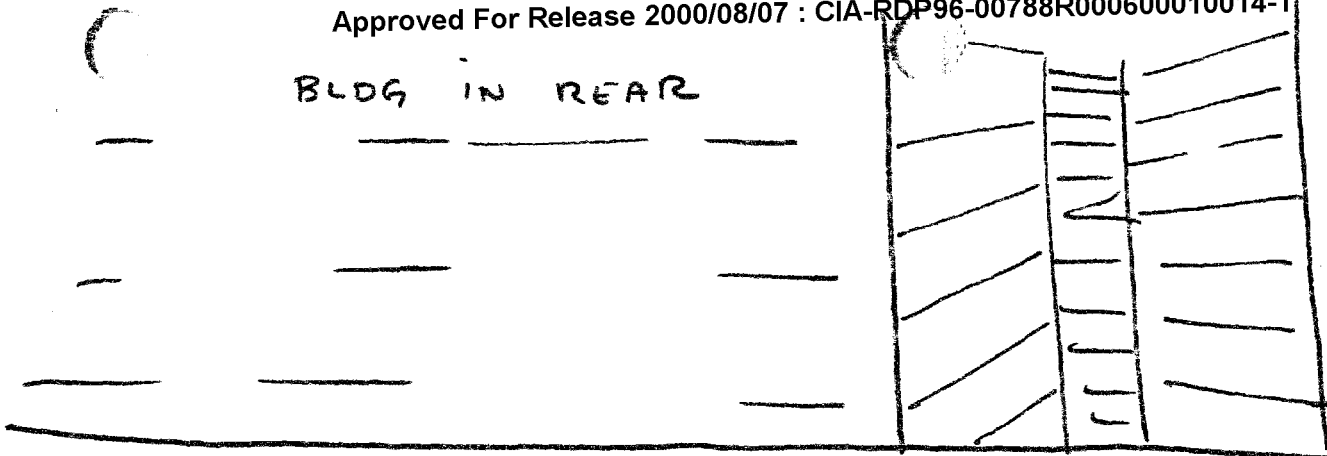 Approved For Release 2000/08/07 : CIA-RDP96-00788R000600010014-1
BLDG IN REAR